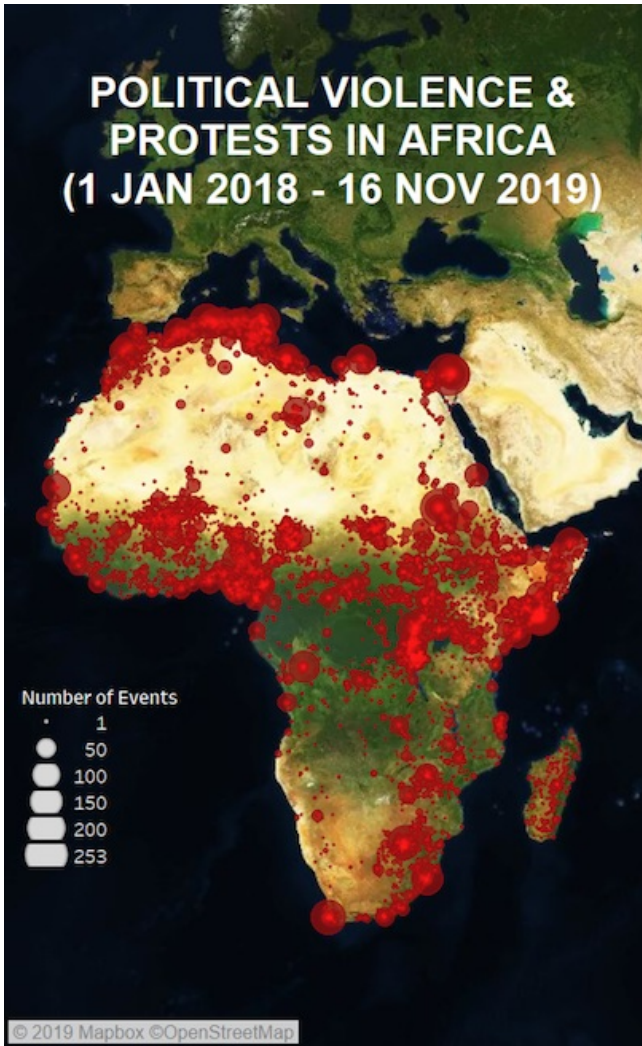 POLITICAL VIOLENCE &
PROTESTS IN AFRICA
(1 JAN 2018 - 16 NOV 2019)
Number of Events
1
50
100
150
200
253
© 2019 Mapbox ©OpenStreetMap